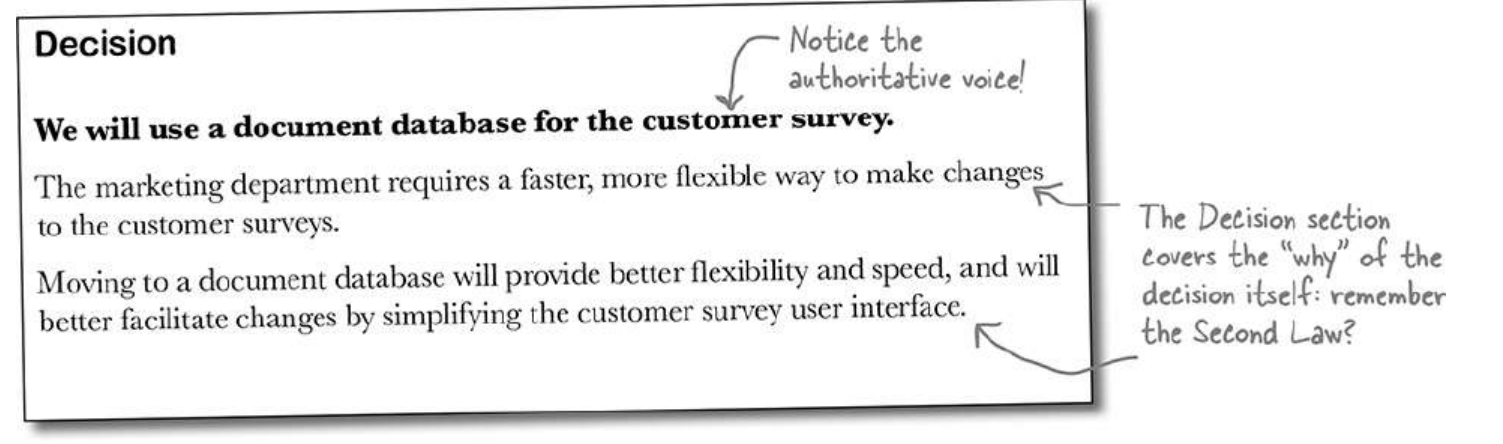 Decision
Notice the
authoritative voice!
We will use a document database for the customer survey.
The marketing department requires a faster, more flexible way to make changes
to the customer surveys.
Moving to a document database will provide better flexibility and speed, and will
better facilitate changes by simplifying the customer survey user interface.
The Decision section
covers the “why” of the
decision itself: remember
the Second Law?